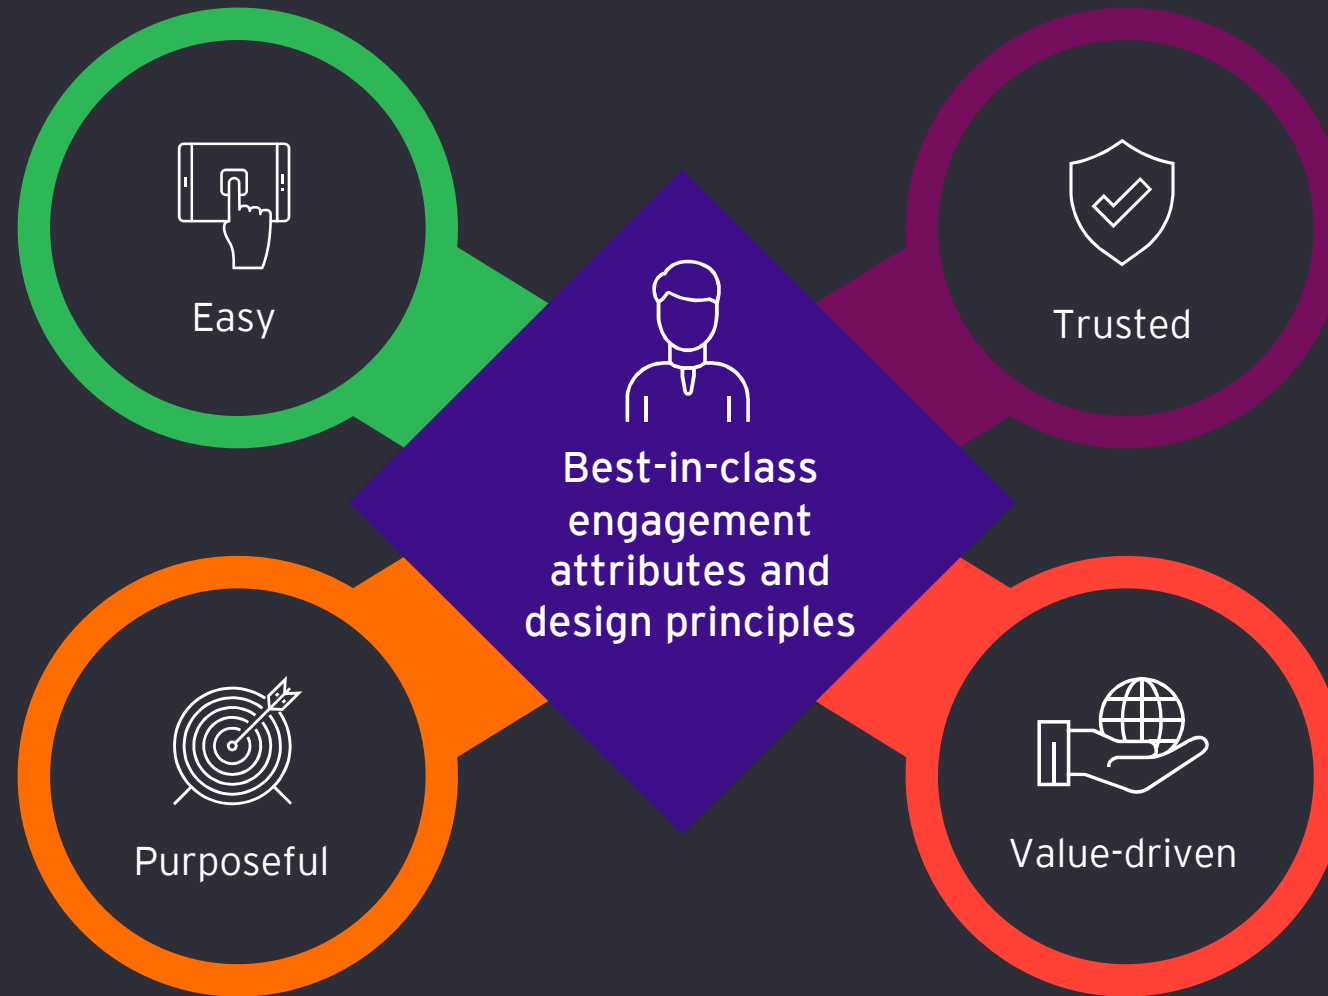 Easy
Trusted
Best-in-class
engagement
attributes and
design principles
Purposeful
Value-driven